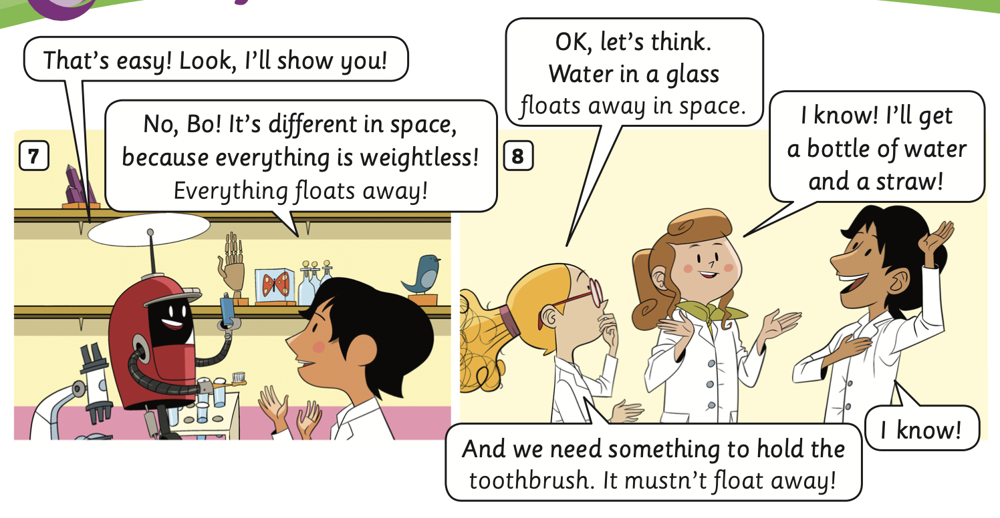 That's easy! Look, I'll show you!
No, Bo! It's different in space,
because everything is weightless!
Everything floats away!
7
OK, let's think.
Water in a glass
floats away in space.
I know! I'll get
a bottle of water
and a straw!
8
And we need something to hold the
toothbrush. It mustn't float away!
I know!